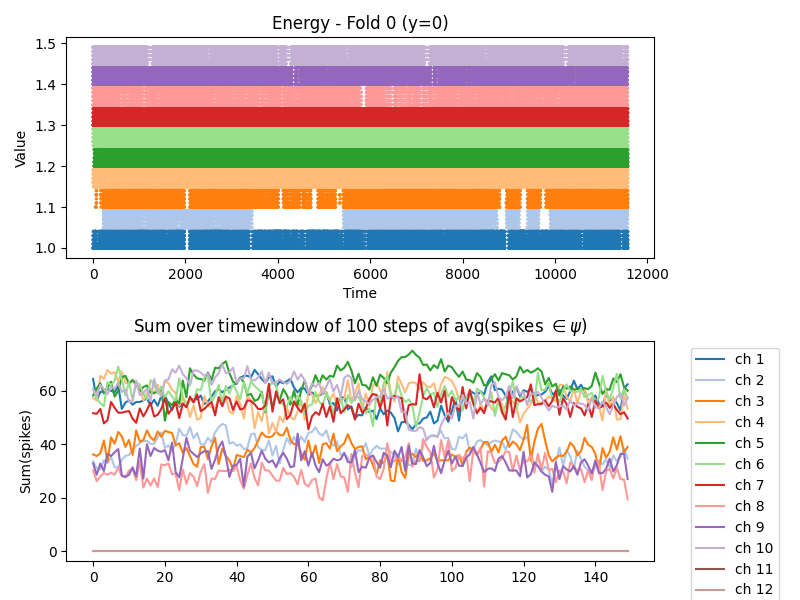 Energy - Fold 0 (y=0)
Value
1.5
1.4
1.3
1.2
1.1
1.0
0 2000 4000 6000 8000 10000 12000
Time
Sum over timewindow of 100 steps of avg(spikes ∈ψ)
Sum(spikes)
60
40
20
0
0 20 40 60 80 100 120 140
ch 1
ch 2
ch 3
ch 4
ch 5
ch 6
ch 7
ch 8
ch 9
ch 10
ch 11
ch 12